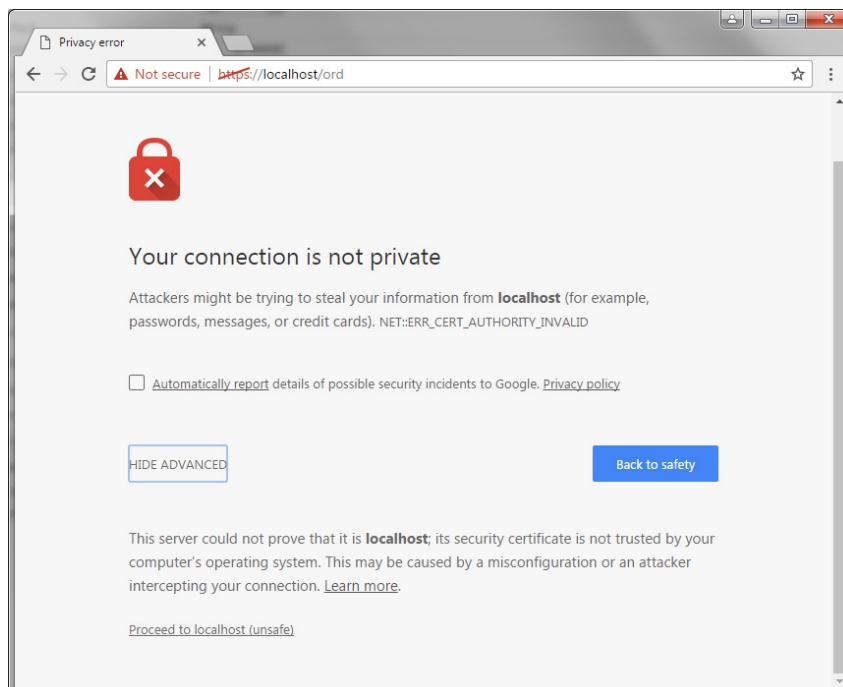 Privacy error
Not secure | https://localhost/ord
Your connection is not private
Attackers might be trying to steal your information from localhost (for example,
passwords, messages, or credit cards). NET::ERR_CERT_AUTHORITY_INVALID
Automatically report details of possible security incidents to Google. Privacy policy
HIDE ADVANCED
Back to safety
This server could not prove that it is localhost; its security certificate is not trusted by your
computer's operating system. This may be caused by a misconfiguration or an attacker
intercepting your connection. Learn more.
Proceed to localhost (unsafe)